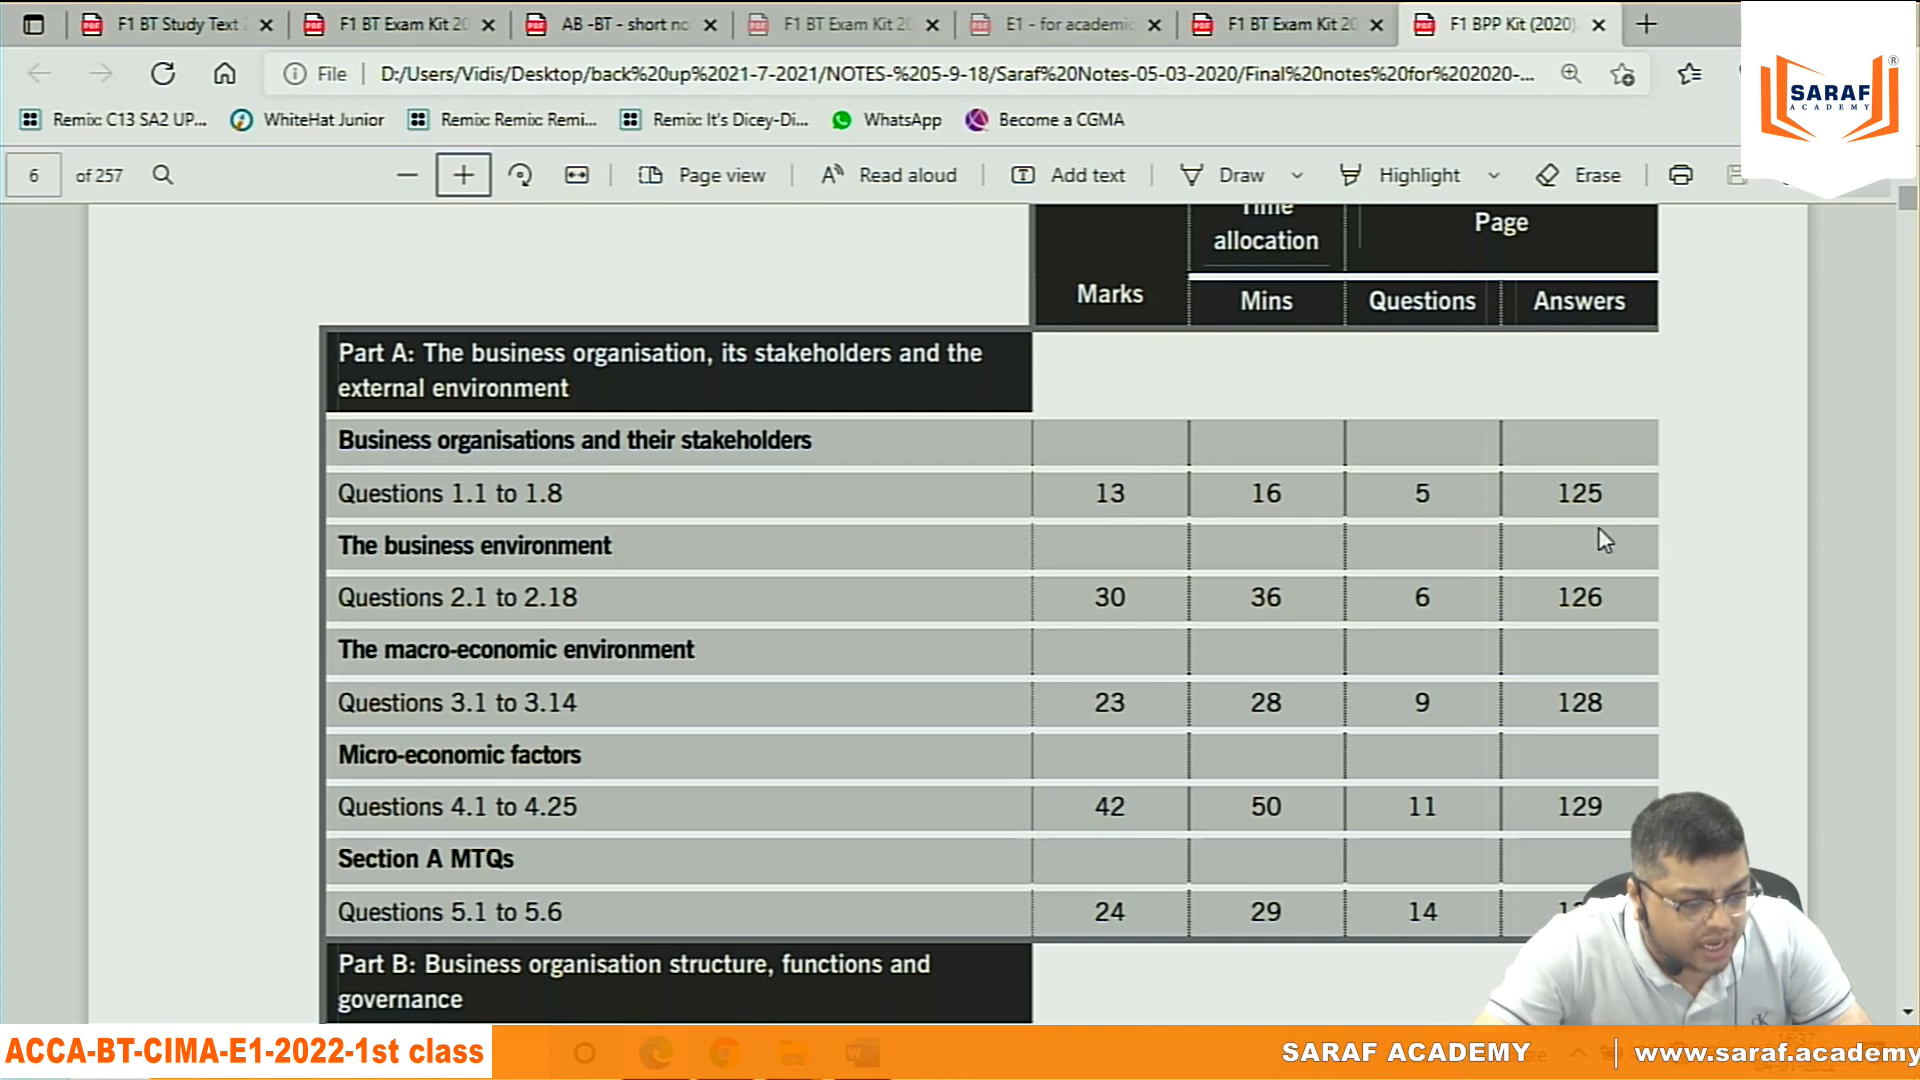 F1 BT Study Text
F1 BT Exam Kit 20
AB -BT - short no
F1 BT Exam Kit 20
E1 - for academic
F1 BT Exam Kit 20
F1 BPP Kit (2020)
File
D:/Users/Vidis/Desktop/back%20up%2021-7-2021/NOTES-%205-9-18/Saraf%20Notes-05-03-2020/Final%20notes%20for%202020-...
SARAF
ACADEMY
Remix: C13 SA2 UP...
WhiteHat Junior
Remix: Remix: Remi...
Remix: It's Dicey-Di...
WhatsApp
Become a CGMA
6 of 257
Page view
Read aloud
Add text
Draw
Highlight
Erase
Time allocation
Page
Marks
Mins
Questions
Answers
Part A: The business organisation, its stakeholders and the
external environment
Business organisations and their stakeholders
Questions 1.1 to 1.8 13 16 5 125
The business environment
Questions 2.1 to 2.18 30 36 6 126
The macro-economic environment
Questions 3.1 to 3.14 23 28 9 128
Micro-economic factors
Questions 4.1 to 4.25 42 50 11 129
Section A MTQs
Questions 5.1 to 5.6 24 29 14
Part B: Business organisation structure, functions and
governance
ACCA-BT-CIMA-E1-2022-1st class
SARAF ACADEMY
www.saraf.academy